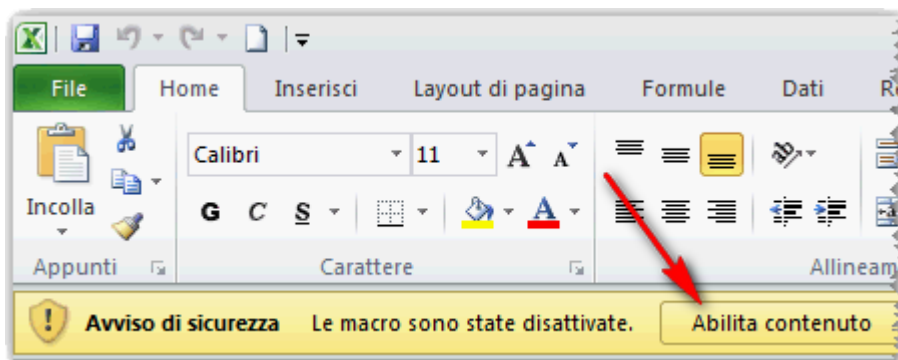 File Home Inserisci Layout di pagina Formule Dati
Calibri 11 A A
Incolla G C S A
Appunti Carattere
Avviso di sicurezza Le macro sono state disattivate. Abilita contenuto